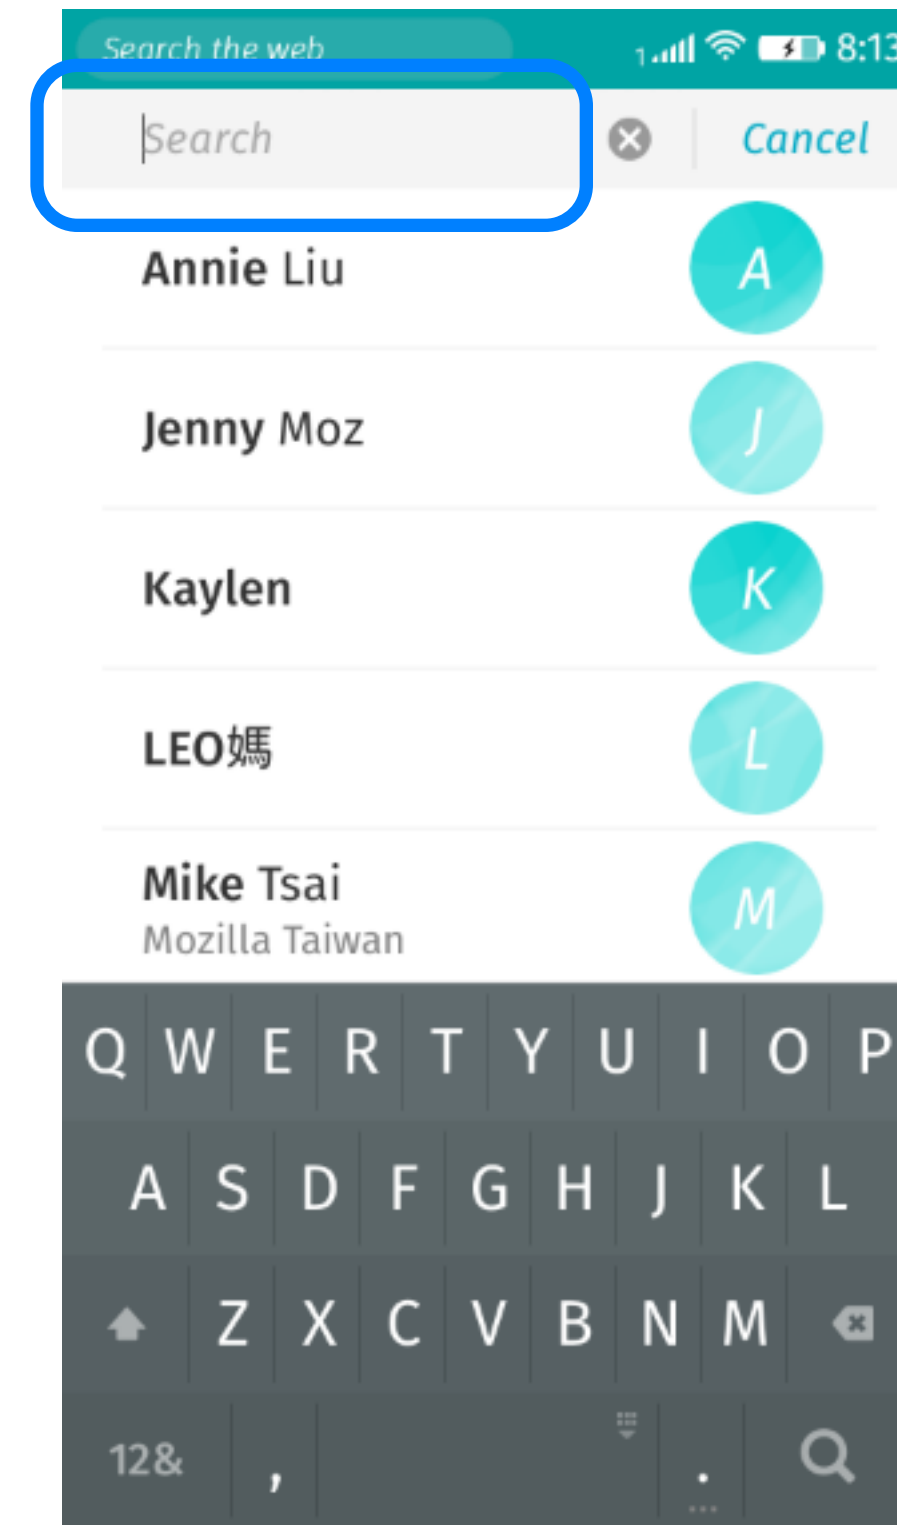 Search the web 1 8:13
Search Cancel
Annie Liu A
Jenny Moz J
Kaylen K
LEO媽 L
Mike Tsai M
Mozilla Taiwan
Q W E R T Y U I O P
A S D F G H J K L
Z X C V B N M
12& , .